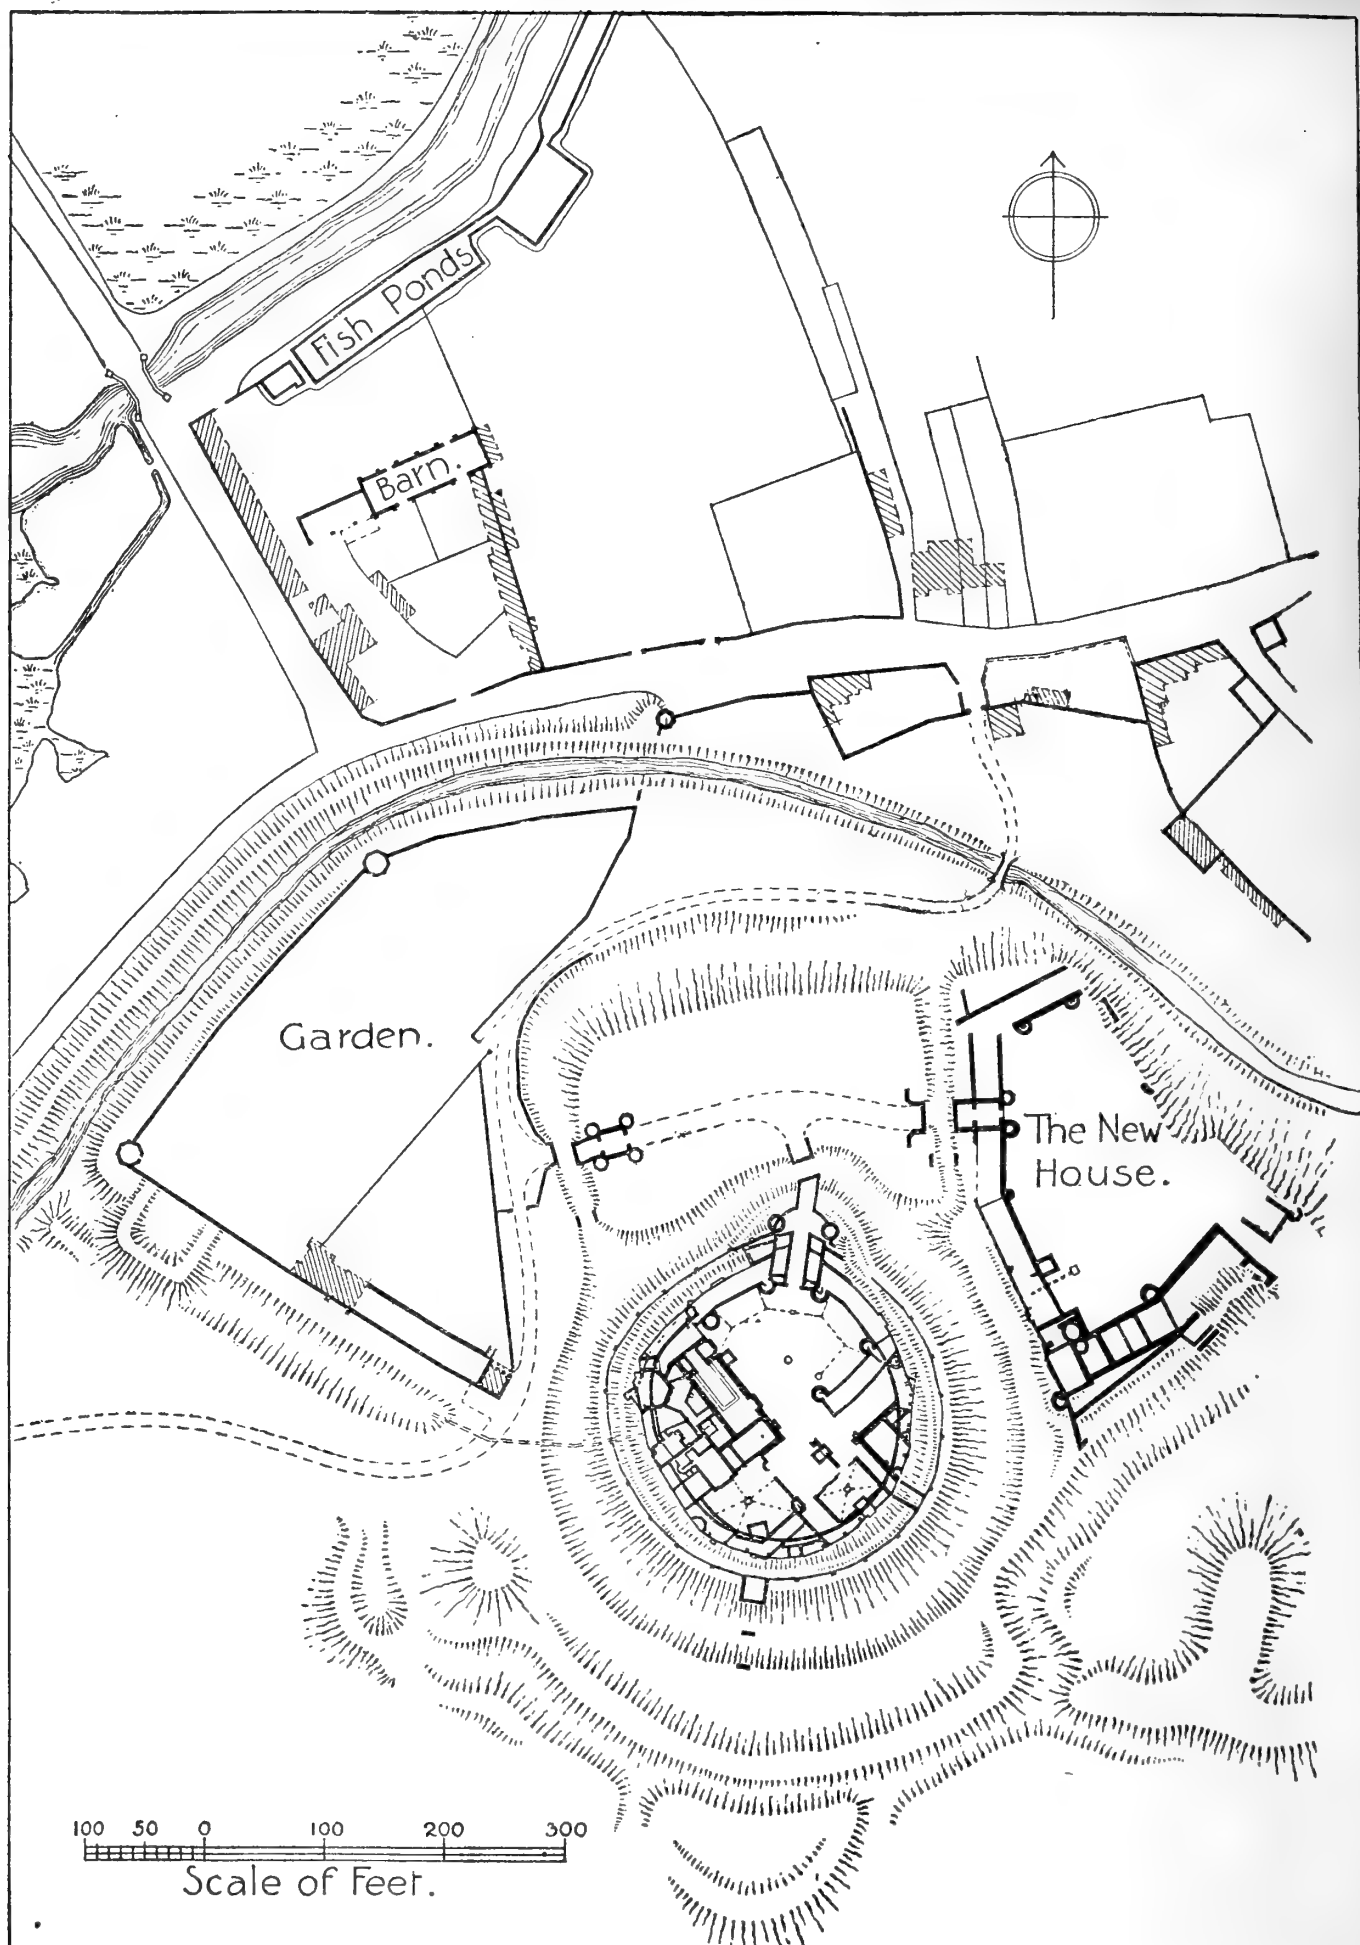 Fish Ponds
Barn.
Garden.
The New
House.
100 50 0 100 200 300
Scale of Feet.